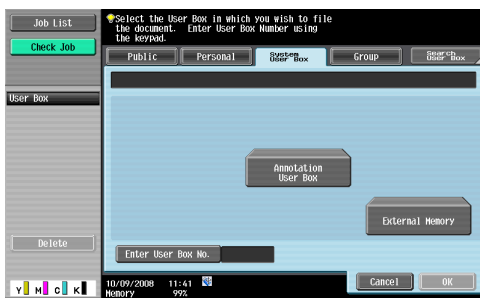 Job List
Check Job
Select the User Box in which you wish to file
the document. Enter User Box Number using
the keypad.
Public
Personal
System
User Box
Group
Search
User Box
User Box
Annotation
User Box
External Memory
Delete
Enter User Box No.
Y M C K
10/09/2008 11:41
Memory 99%
Cancel
OK